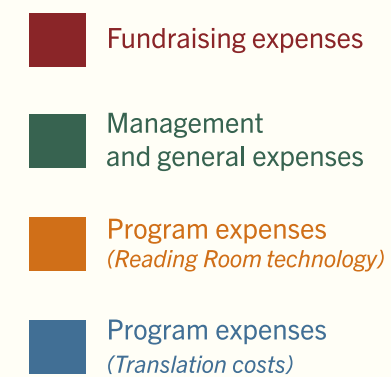 Fundraising expenses
Management
and general expenses
Program expenses
(Reading Room technology)
Program expenses
(Translation costs)